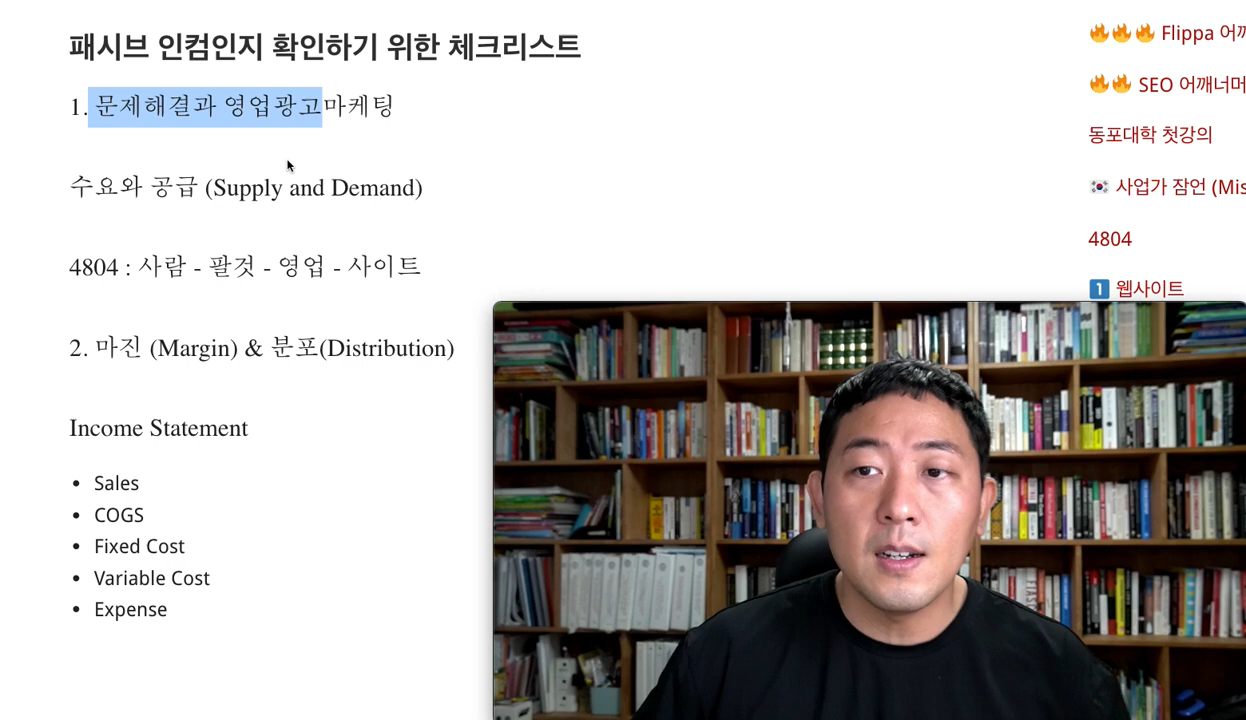 패시브 인컴인지 확인하기 위한 체크리스트
1. 문제해결과 영업광고마케팅
수요와 공급 (Supply and Demand)
4804 : 사람 - 팔것 - 영업 - 사이트
2. 마진 (Margin) & 분포(Distribution)
Income Statement
• Sales
• COGS
• Fixed Cost
• Variable Cost
• Expense
🔥🔥🔥 Flippa
🔥🔥 SEO 어깨너머
동포대학 첫강의
🇰🇷 사업가 잠언 (Mis
4804
1 웹사이트